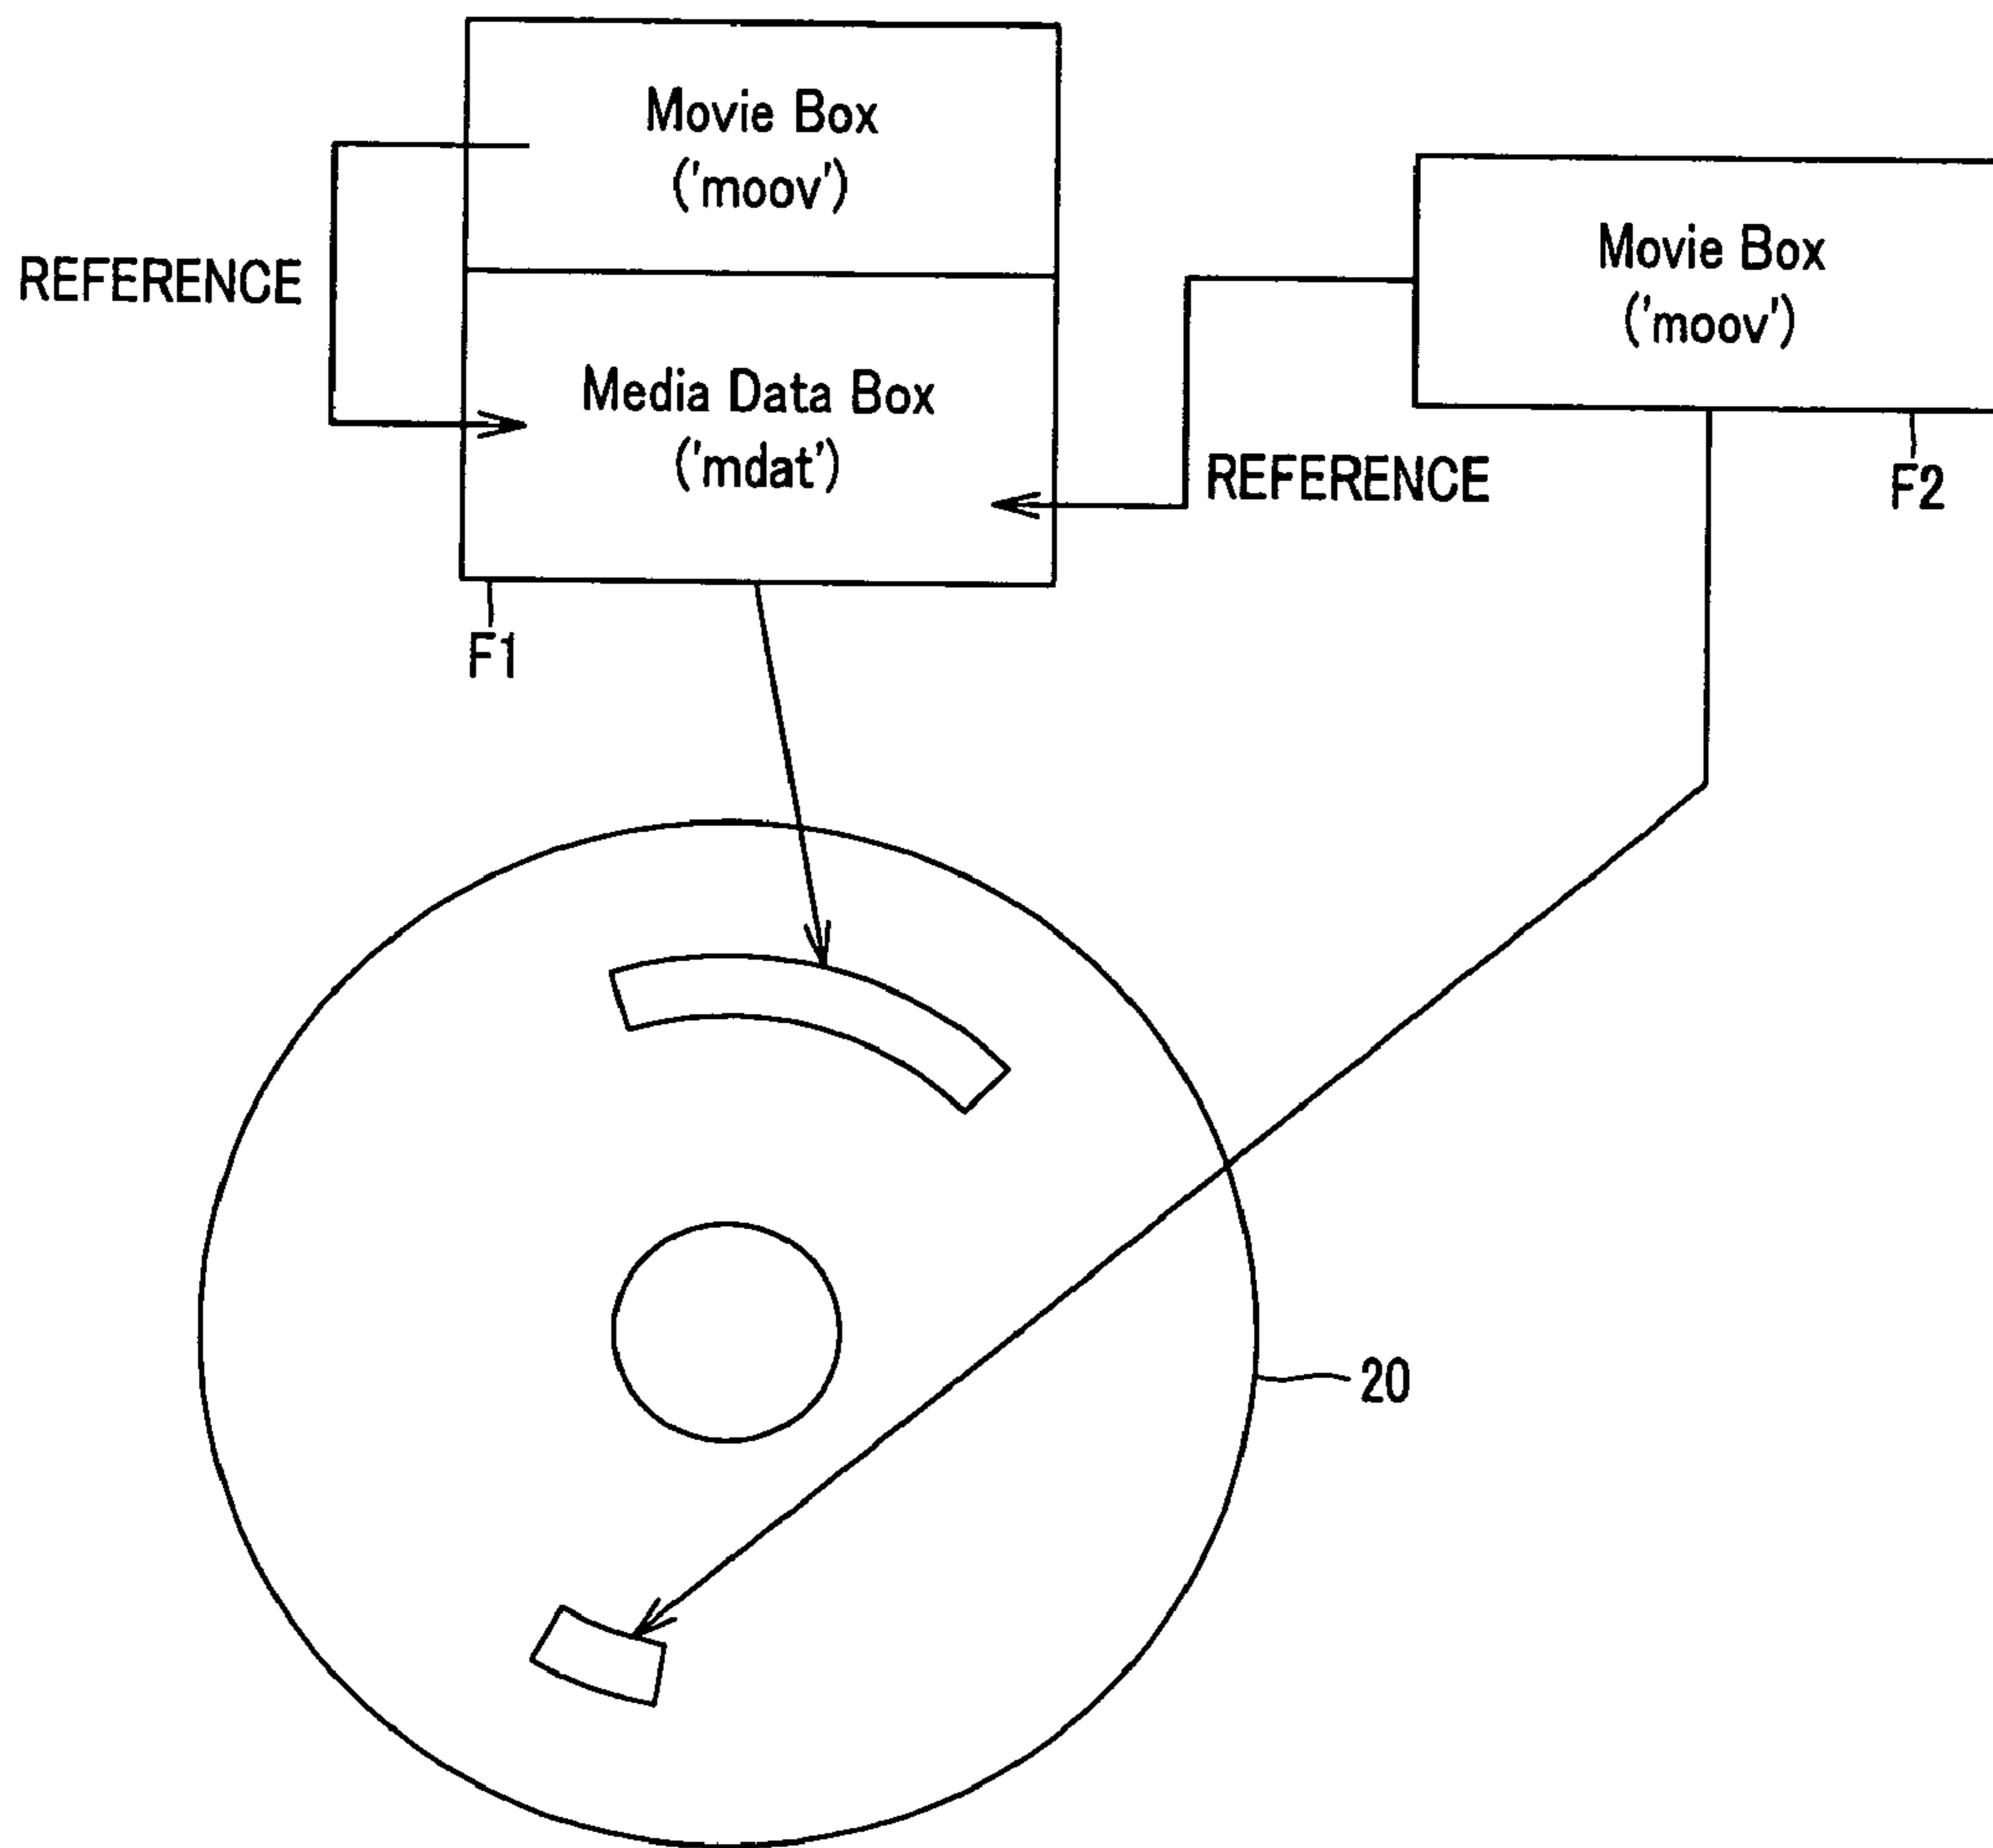 Movie Box
('moov')
REFERENCE
Media Data Box
('mdat')
F1
Movie Box
('moov')
REFERENCE
F2
20